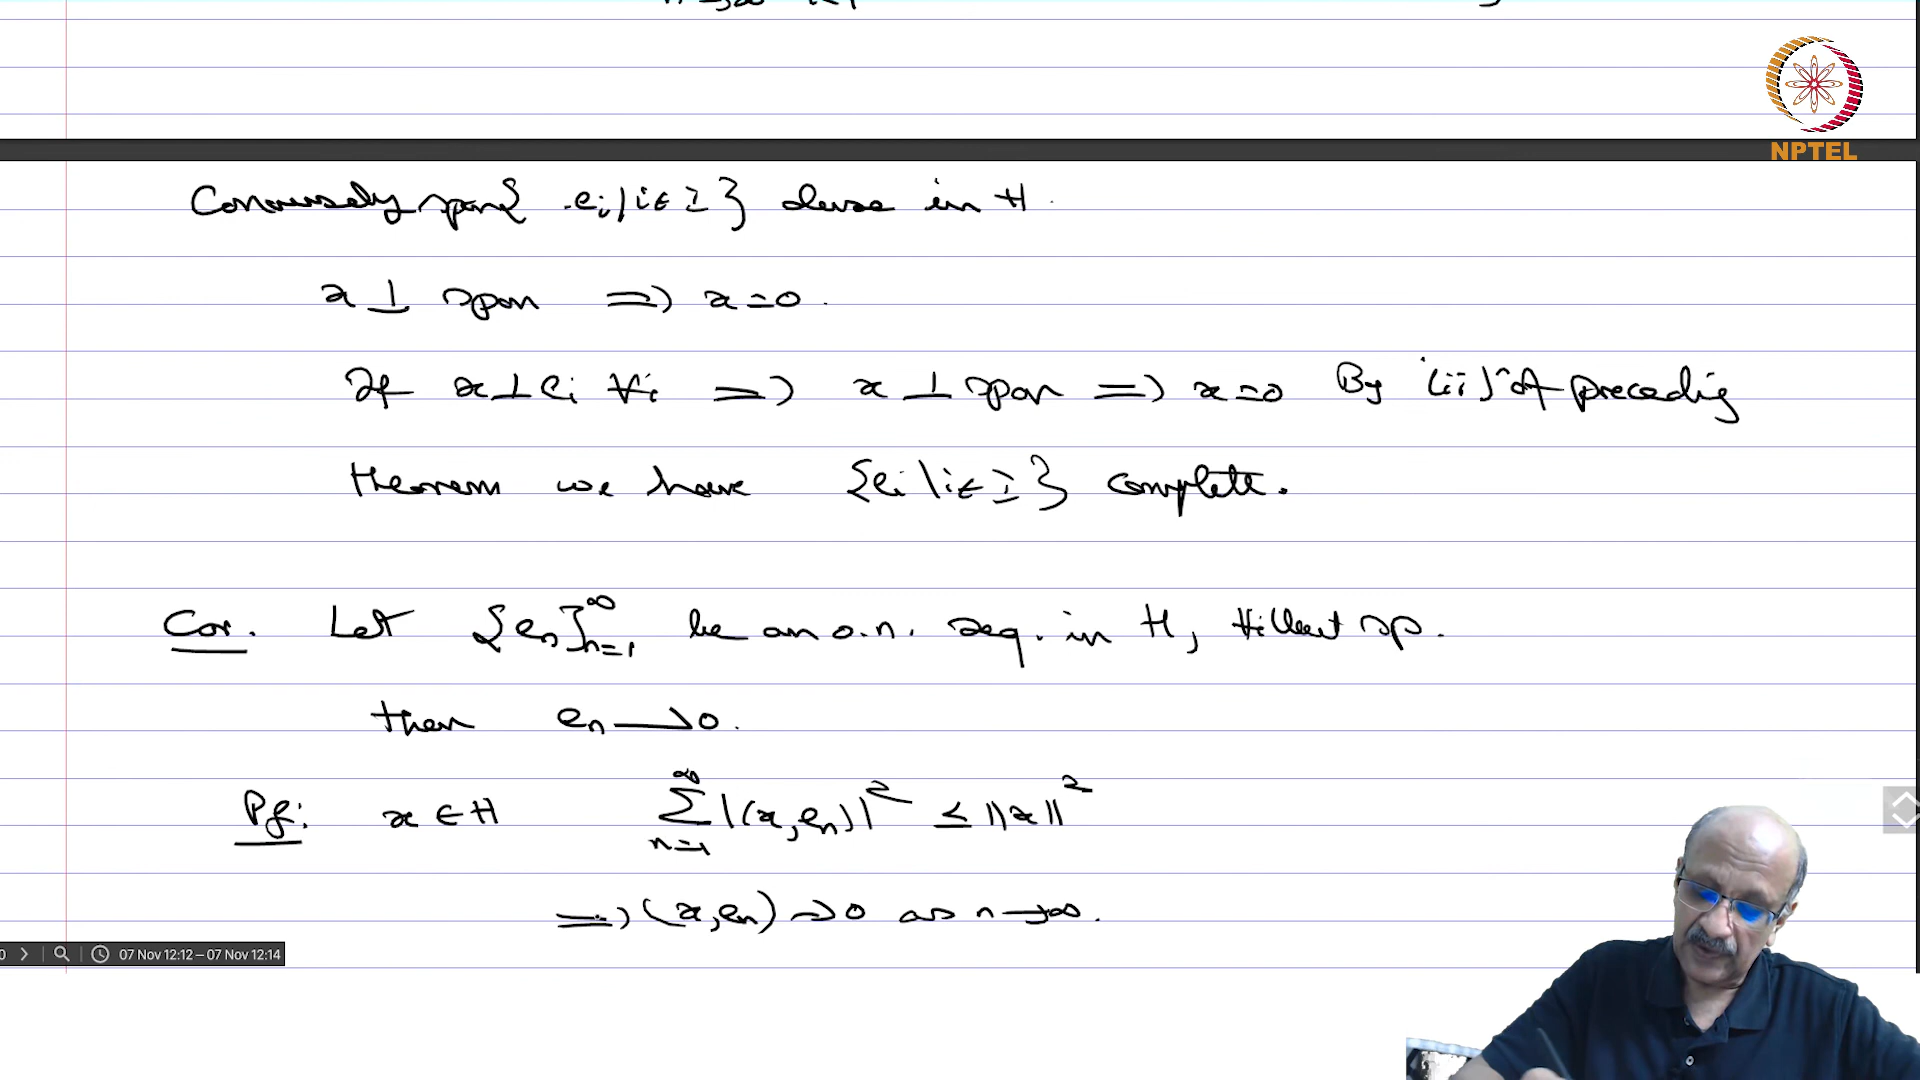 NPTEL
Conversely span{ e_i | i ∈ I } dense in H.
x ⊥ span ⟹ x = 0.
If x ⊥ e_i ∀i ⟹ x ⊥ span ⟹ x = 0 By (ii) of preceding
theorem we have {e_i | i ∈ I} complete.
Cor. Let {e_n}_{n=1}^∞ be an o.n. seq. in H, Hilbert sp.
then e_n ⟶ 0.
Pf: x ∈ H ∑_{n=1}^∞ |(x, e_n)|² ≤ ‖x‖²
⟹ (x, e_n) → 0 as n → ∞.
07 Nov 12:12 – 07 Nov 12:14